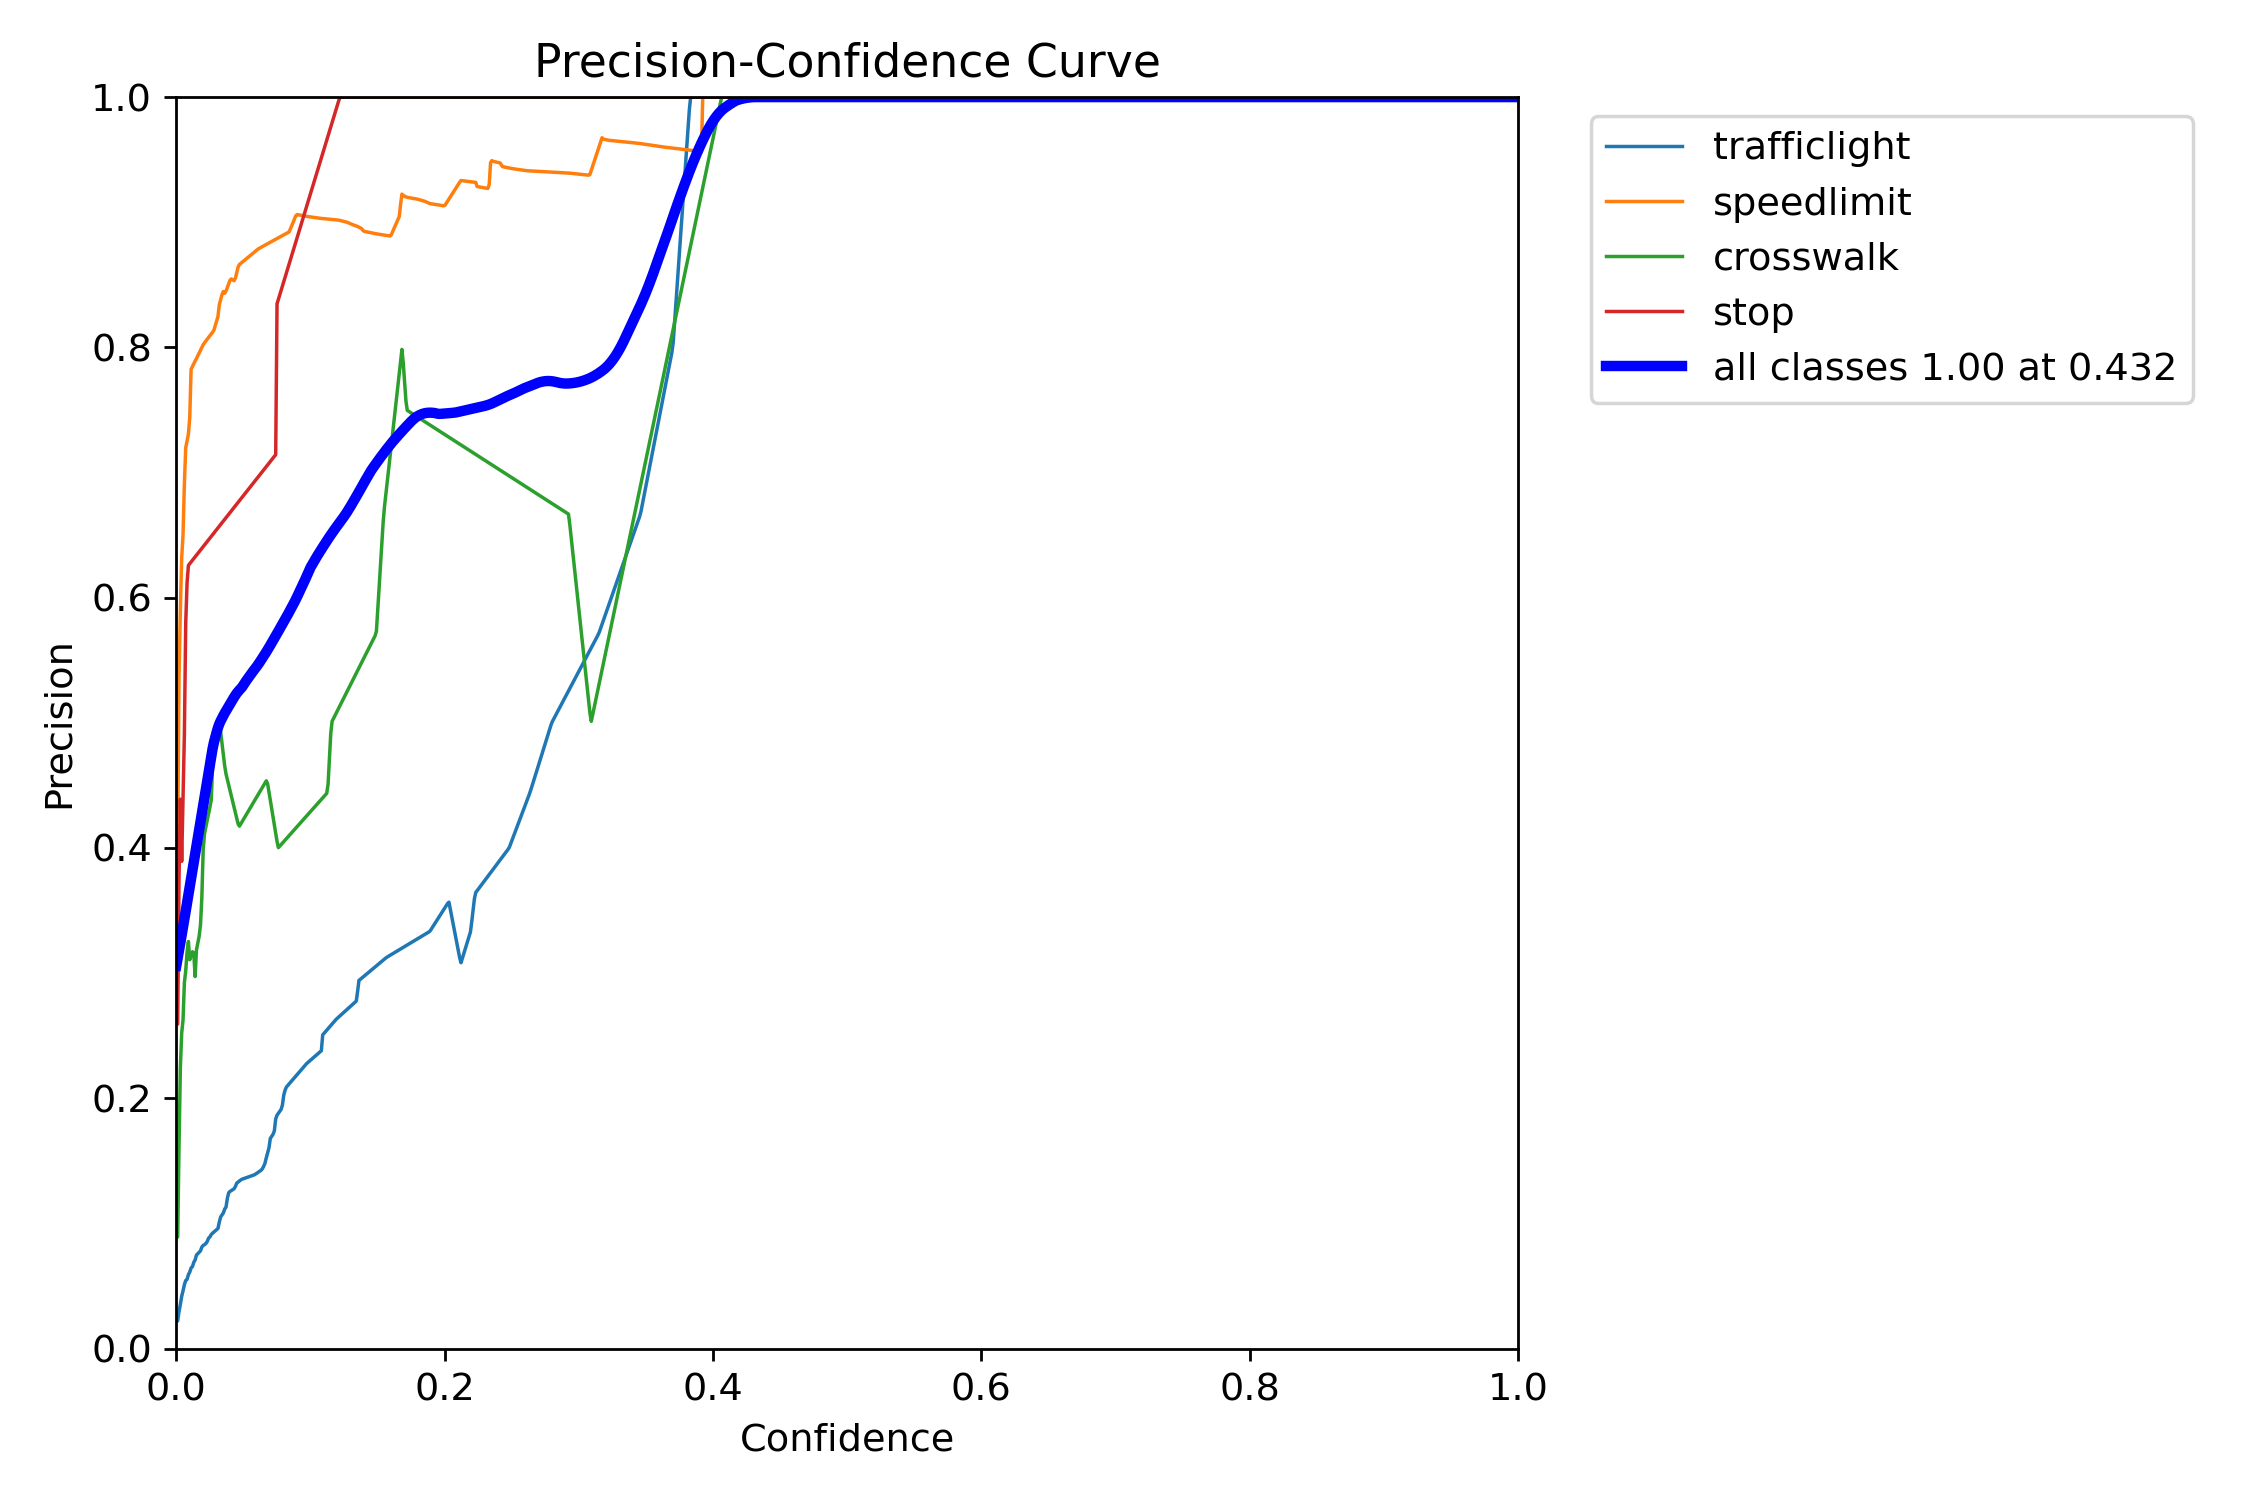 Precision-Confidence Curve
1.0
0.8
0.6
0.4
0.2
0.0
Precision
0.0 0.2 0.4 0.6 0.8 1.0
Confidence
trafficlight
speedlimit
crosswalk
stop
all classes 1.00 at 0.432